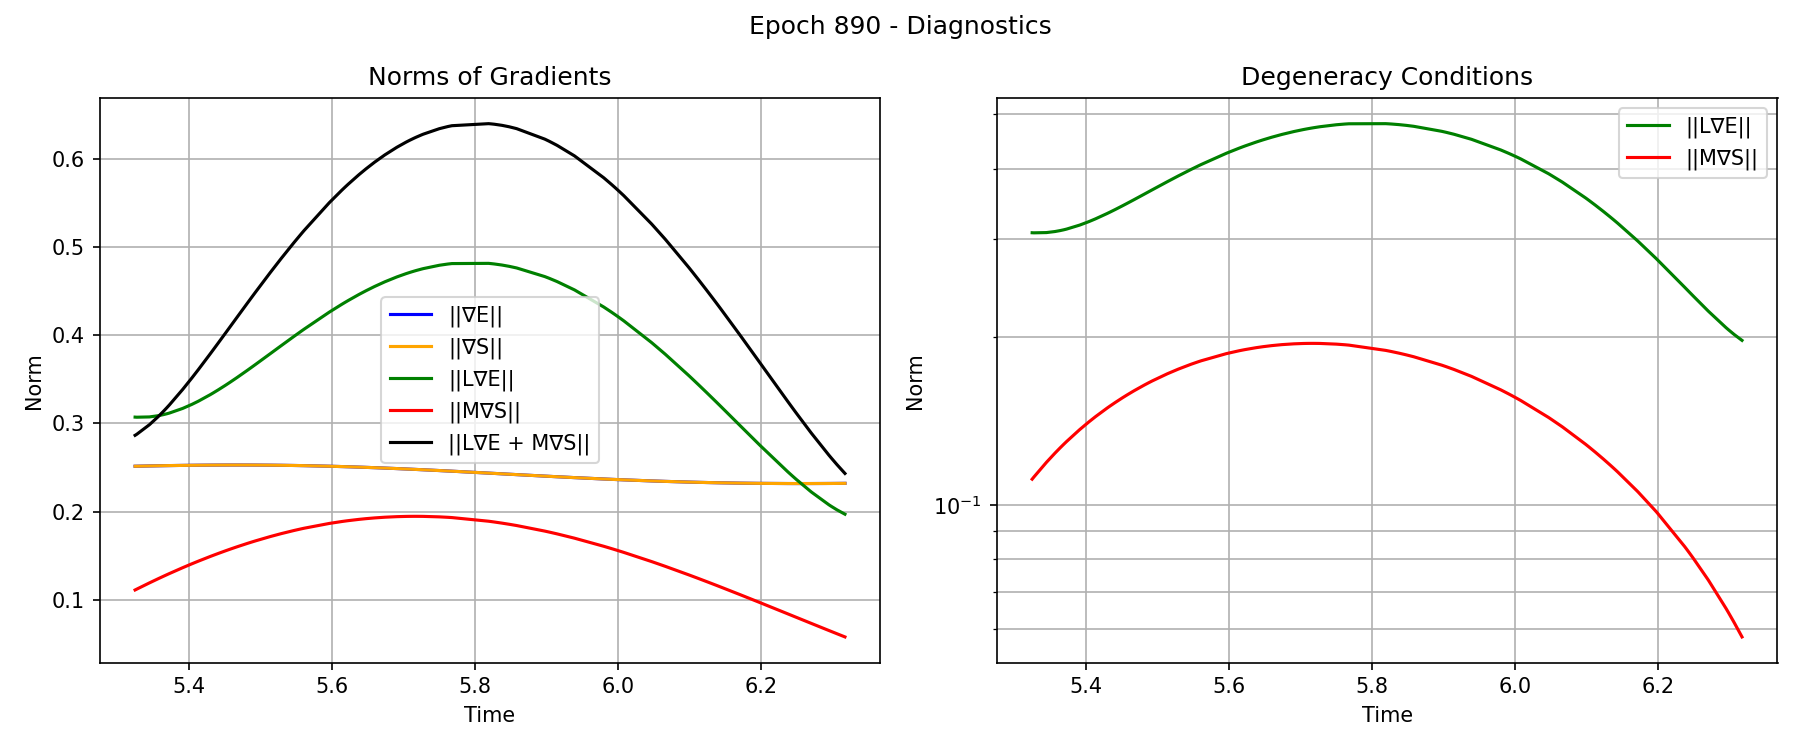 Epoch 890 - Diagnostics
Norms of Gradients
Norm
0.6
0.5
0.4
0.3
0.2
0.1
||∇E||
||∇S||
||L∇E||
||M∇S||
||L∇E + M∇S||
5.4 5.6 5.8 6.0 6.2
Time
Degeneracy Conditions
Norm
10⁻¹
||L∇E||
||M∇S||
5.4 5.6 5.8 6.0 6.2
Time